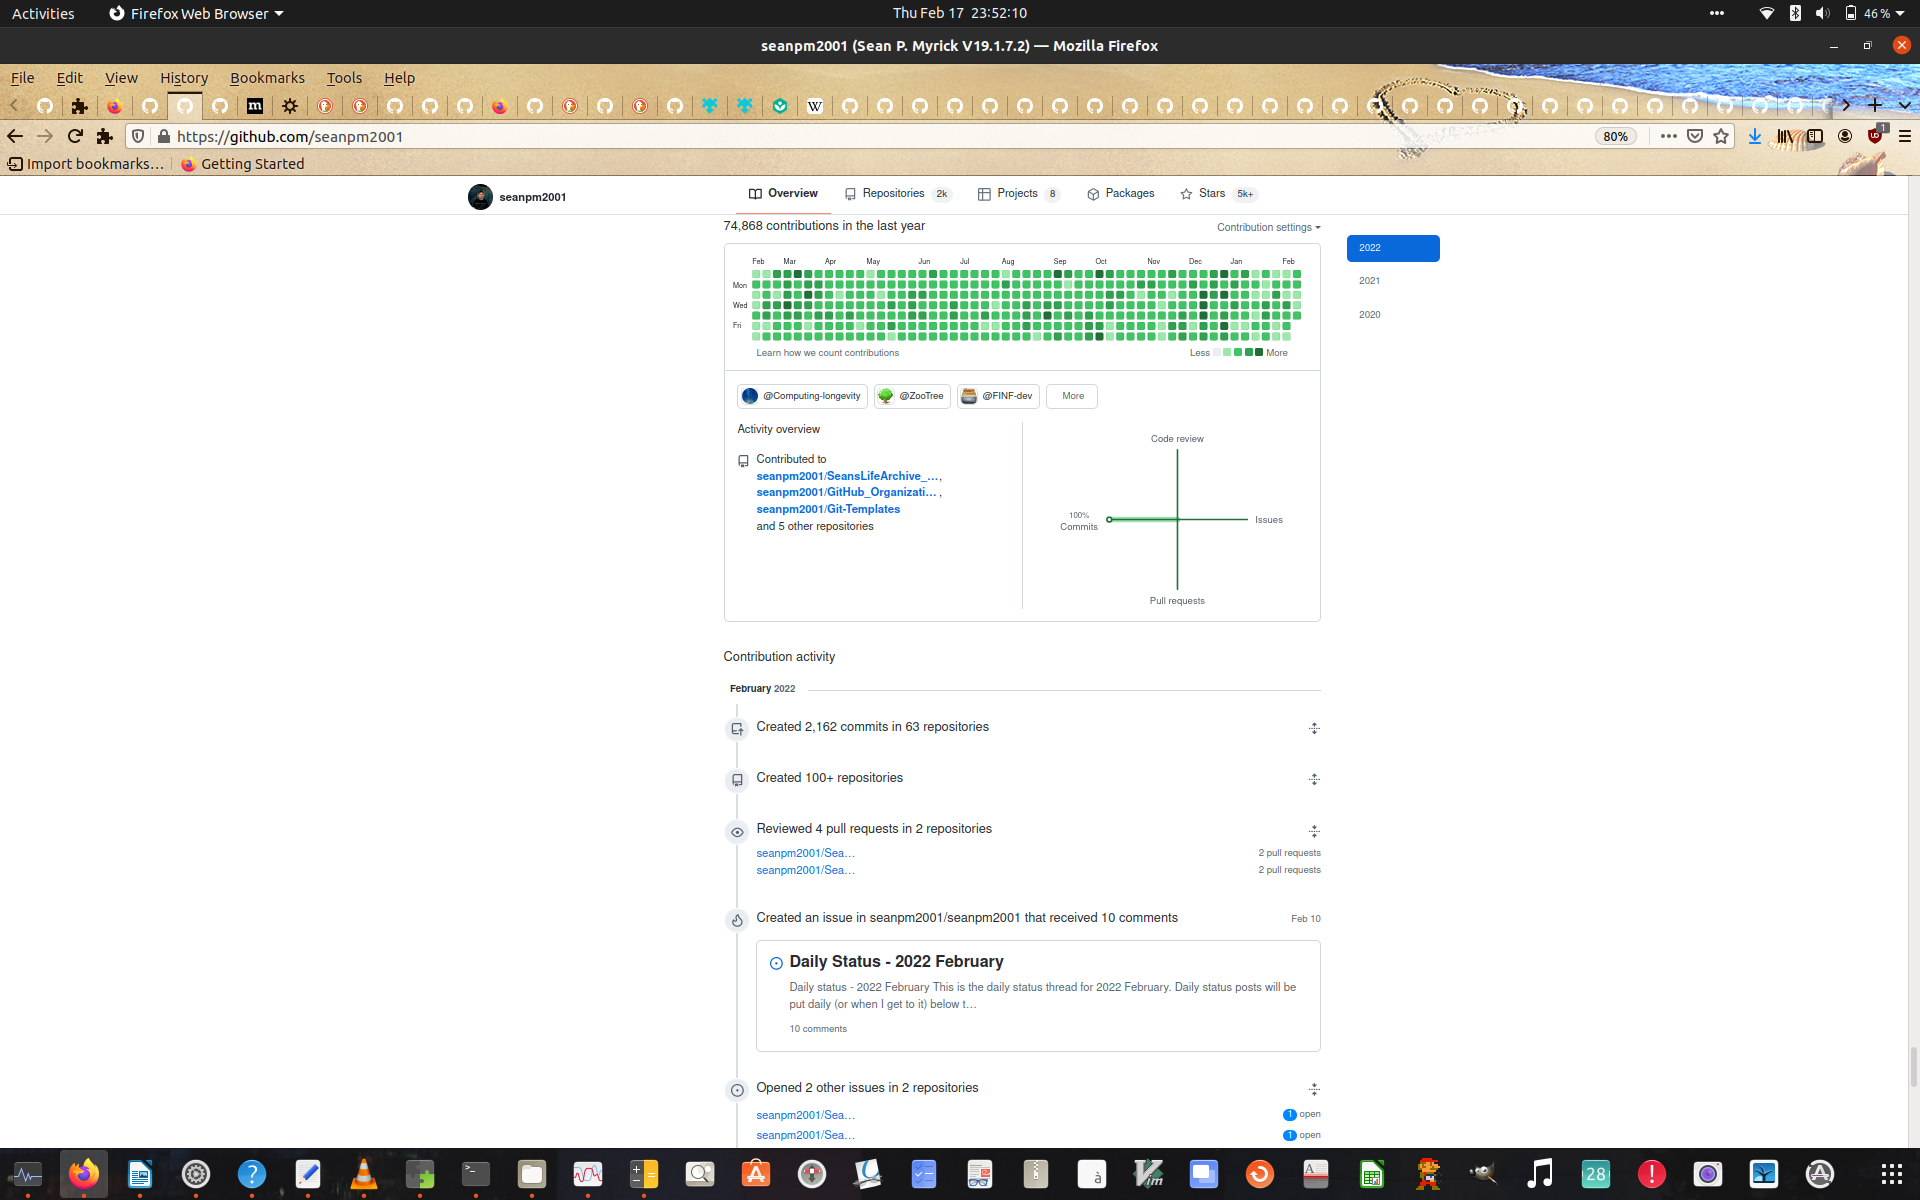 Activities
Firefox Web Browser
Thu Feb 17 23:52:10
46 %
seanpm2001 (Sean P. Myrick V19.1.7.2) — Mozilla Firefox
File Edit View History Bookmarks Tools Help
m
W
https://github.com/seanpm2001
80%
1
Import bookmarks…
Getting Started
seanpm2001
Overview
Repositories 2k
Projects 8
Packages
Stars 5k+
74,868 contributions in the last year
Contribution settings
2022
2021
2020
Feb Mar Apr May Jun Jul Aug Sep Oct Nov Dec Jan Feb
Mon
Wed
Fri
Learn how we count contributions
Less More
@Computing-longevity
@ZooTree
@FINF-dev
More
Activity overview
Contributed to
seanpm2001/SeansLifeArchive_…,
seanpm2001/GitHub_Organizati… ,
seanpm2001/Git-Templates
and 5 other repositories
Code review
100%
Commits
Issues
Pull requests
Contribution activity
February 2022
Created 2,162 commits in 63 repositories
Created 100+ repositories
Reviewed 4 pull requests in 2 repositories
seanpm2001/Sea… 2 pull requests
seanpm2001/Sea… 2 pull requests
Created an issue in seanpm2001/seanpm2001 that received 10 comments Feb 10
Daily Status - 2022 February
Daily status - 2022 February This is the daily status thread for 2022 February. Daily status posts will be
put daily (or when I get to it) below t…
10 comments
Opened 2 other issues in 2 repositories
seanpm2001/Sea… 1 open
seanpm2001/Sea… 1 open
28